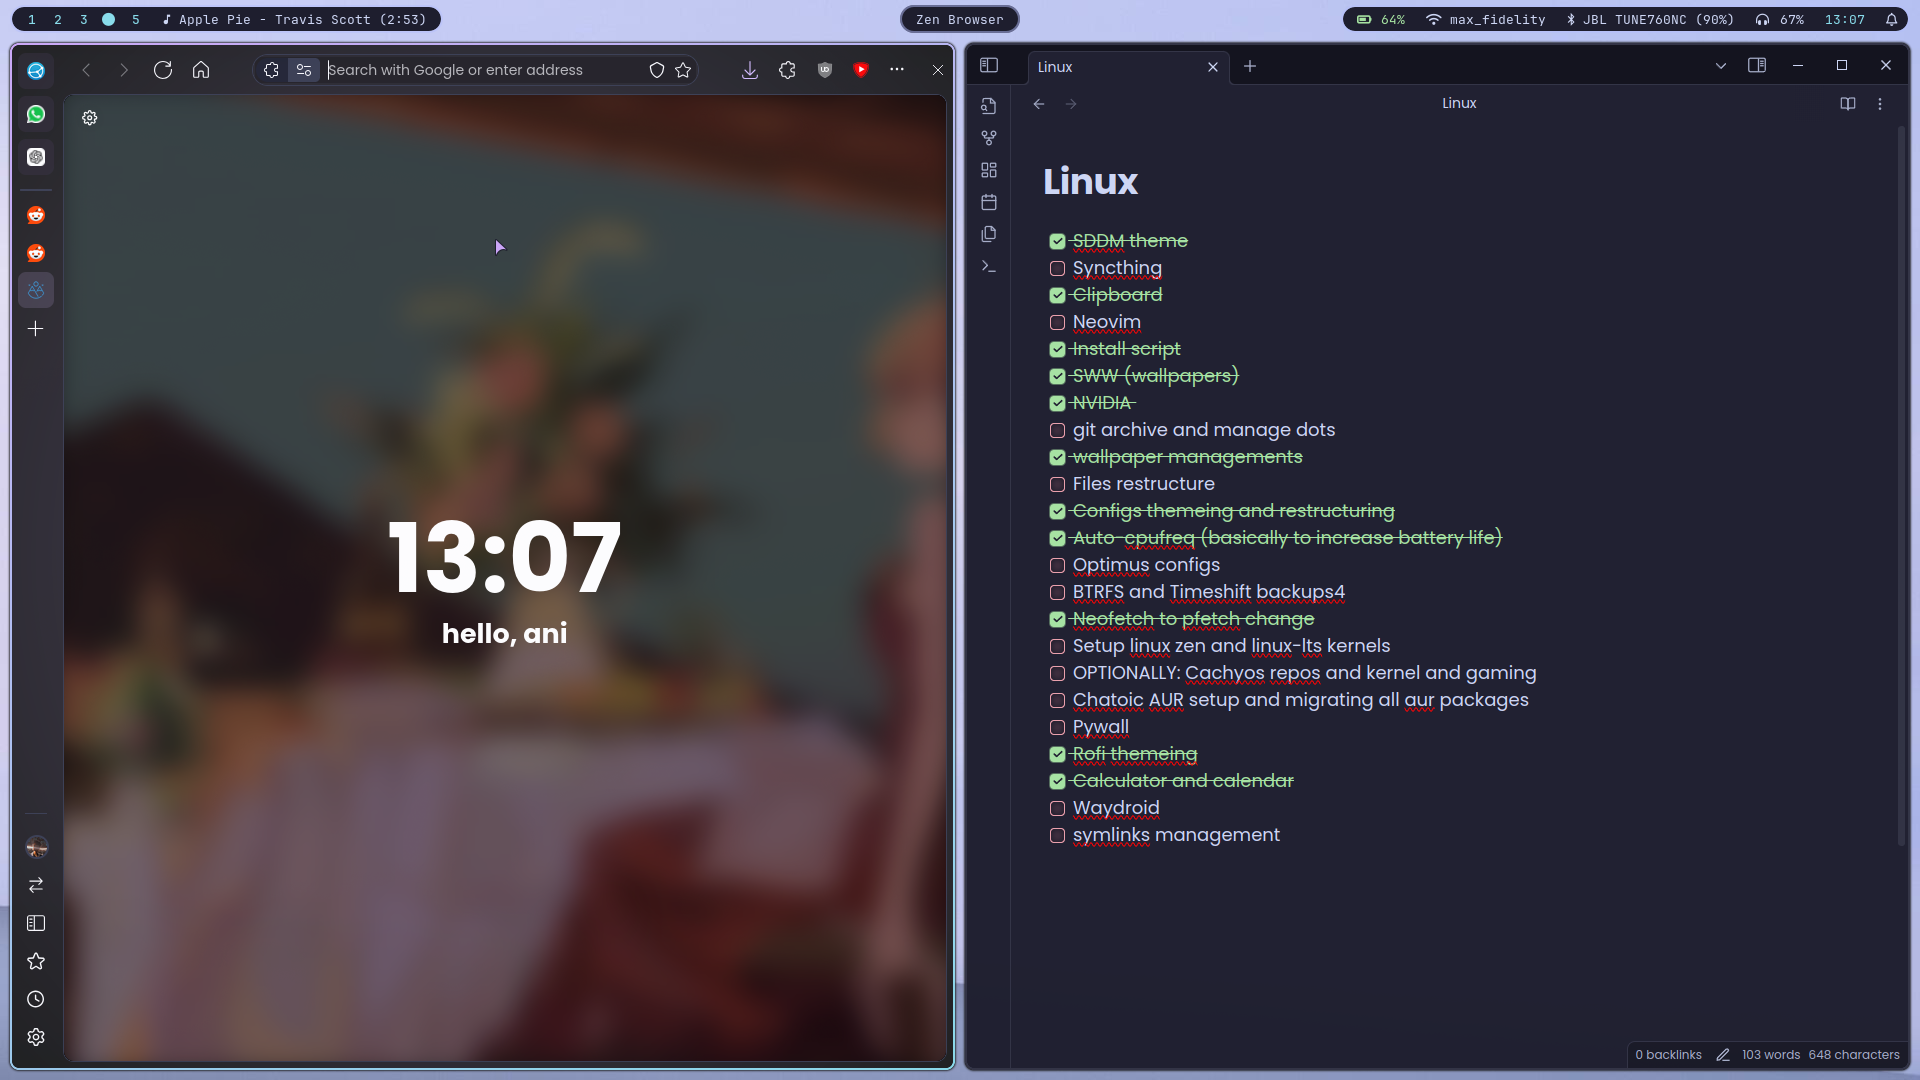 1 2 3 5 Apple Pie - Travis Scott (2:53)
Zen Browser
64% max_fidelity JBL TUNE760NC (90%) 67% 13:07
Search with Google or enter address
13:07
hello, ani
Linux
Linux
Linux
SDDM theme
Syncthing
Clipboard
Neovim
Install script
SWW (wallpapers)
NVIDIA
git archive and manage dots
wallpaper managements
Files restructure
Configs themeing and restructuring
Auto-cpufreq (basically to increase battery life)
Optimus configs
BTRFS and Timeshift backups4
Neofetch to pfetch change
Setup linux zen and linux-lts kernels
OPTIONALLY: Cachyos repos and kernel and gaming
Chatoic AUR setup and migrating all aur packages
Pywall
Rofi themeing
Calculator and calendar
Waydroid
symlinks management
0 backlinks 103 words 648 characters